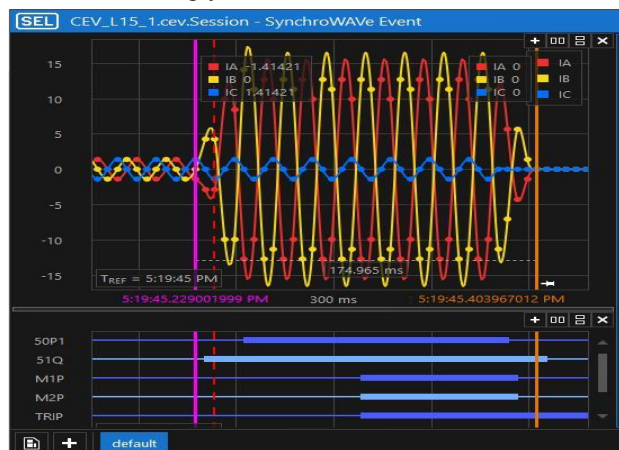 SEL CEV_L15_1.cev.Session - SynchroWAVe Event
IA -1.41421
IB 0
IC 1.41421
IA 0
IB 0
IC 0
IA
IB
IC
15
10
5
0
-5
-10
-15
174.965 ms
TREF = 5:19:45 PM
5:19:45.229001999 PM 300 ms 5:19:45.403967012 PM
50P1
51Q
M1P
M2P
TRIP
default